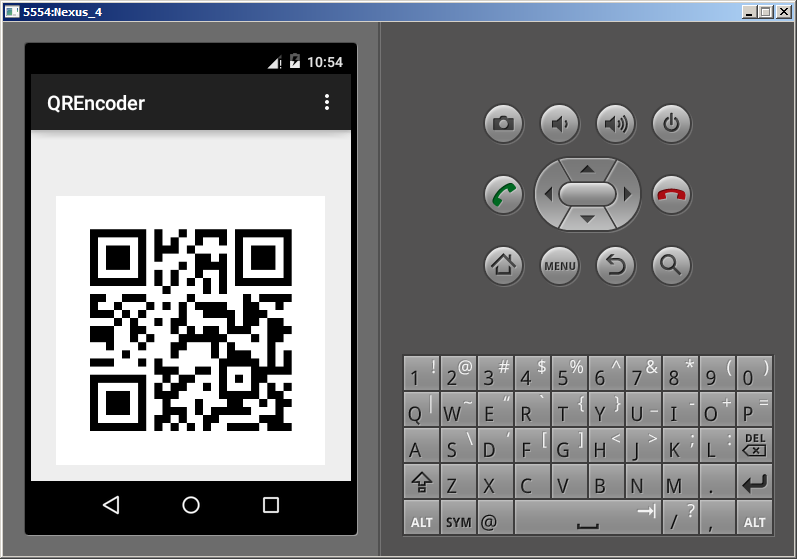 5554:Nexus_4
10:54
QREncoder
MENU
1 ! 2 @ 3 # 4 $ 5 % 6 ^ 7 & 8 * 9 ( 0 )
Q | W ~ E “ R ` T { Y } U _ I - O + P =
A S \ D ‘ F [ G ] H < J > K ; L : DEL
Z X C V B N M .
ALT SYM @ / ? , ALT